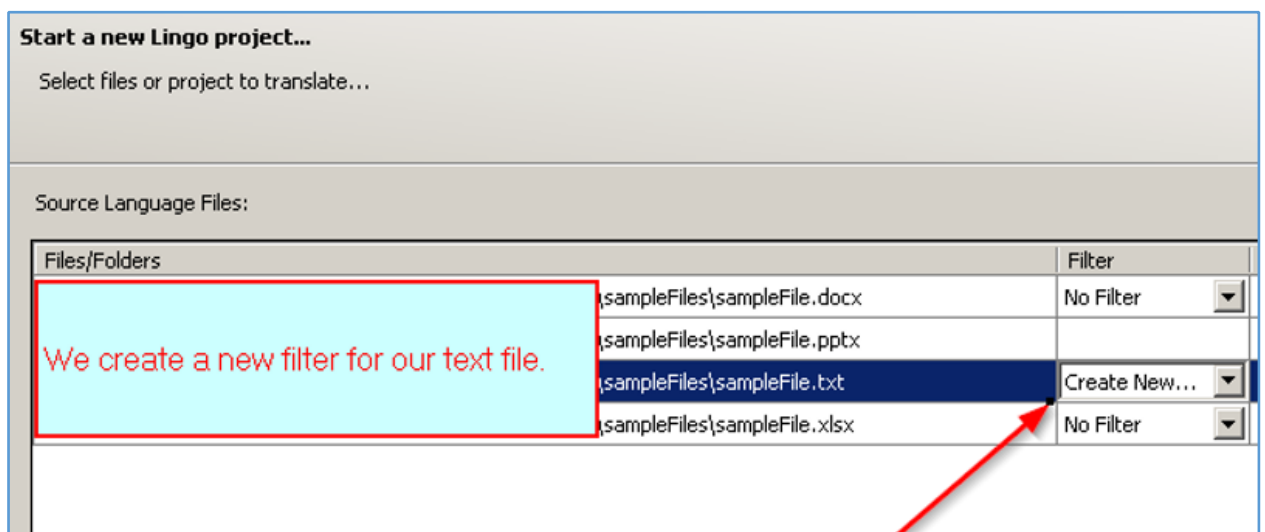 Start a new Lingo project...
Select files or project to translate...
Source Language Files:
Files/Folders Filter
\sampleFiles\sampleFile.docx No Filter
\sampleFiles\sampleFile.pptx
We create a new filter for our text file.
\sampleFiles\sampleFile.txt Create New...
\sampleFiles\sampleFile.xlsx No Filter